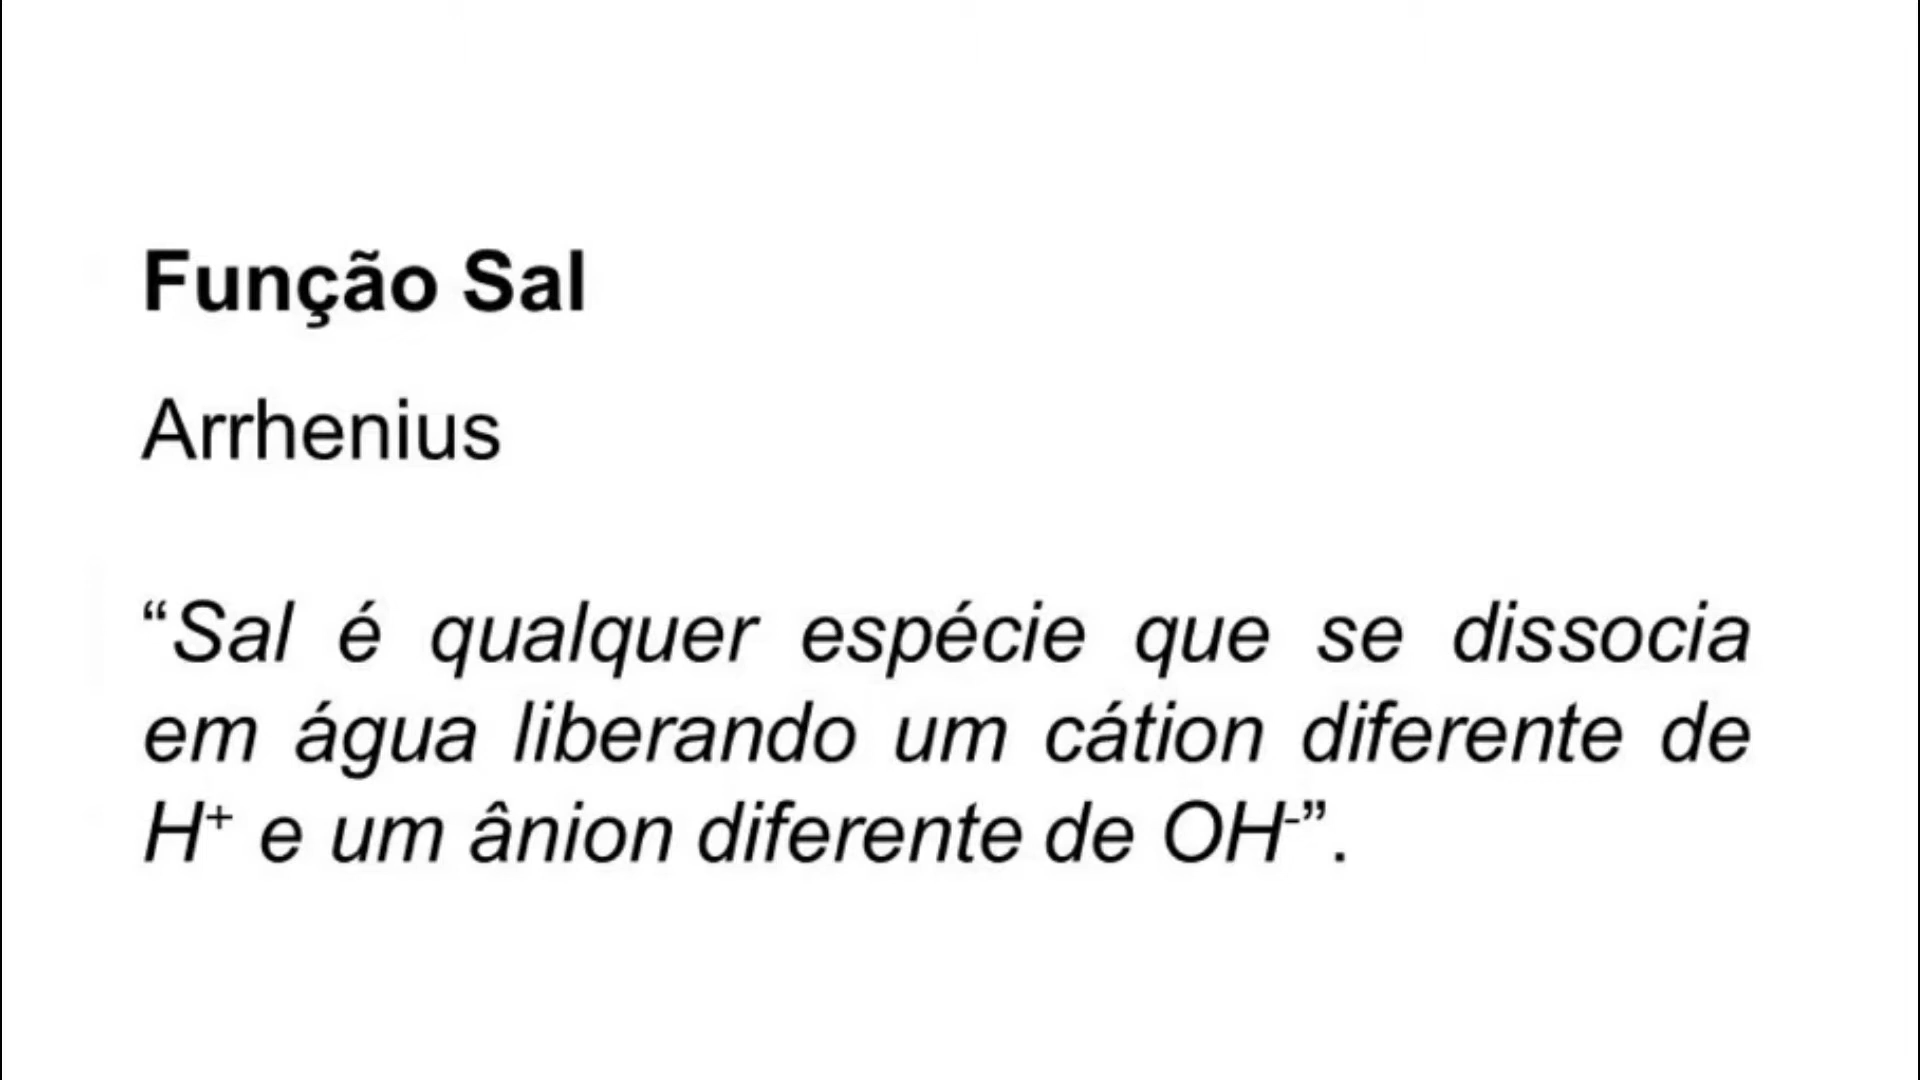 Função Sal
Arrhenius
“Sal é qualquer espécie que se dissocia
em água liberando um cátion diferente de
H⁺ e um ânion diferente de OH⁻”.